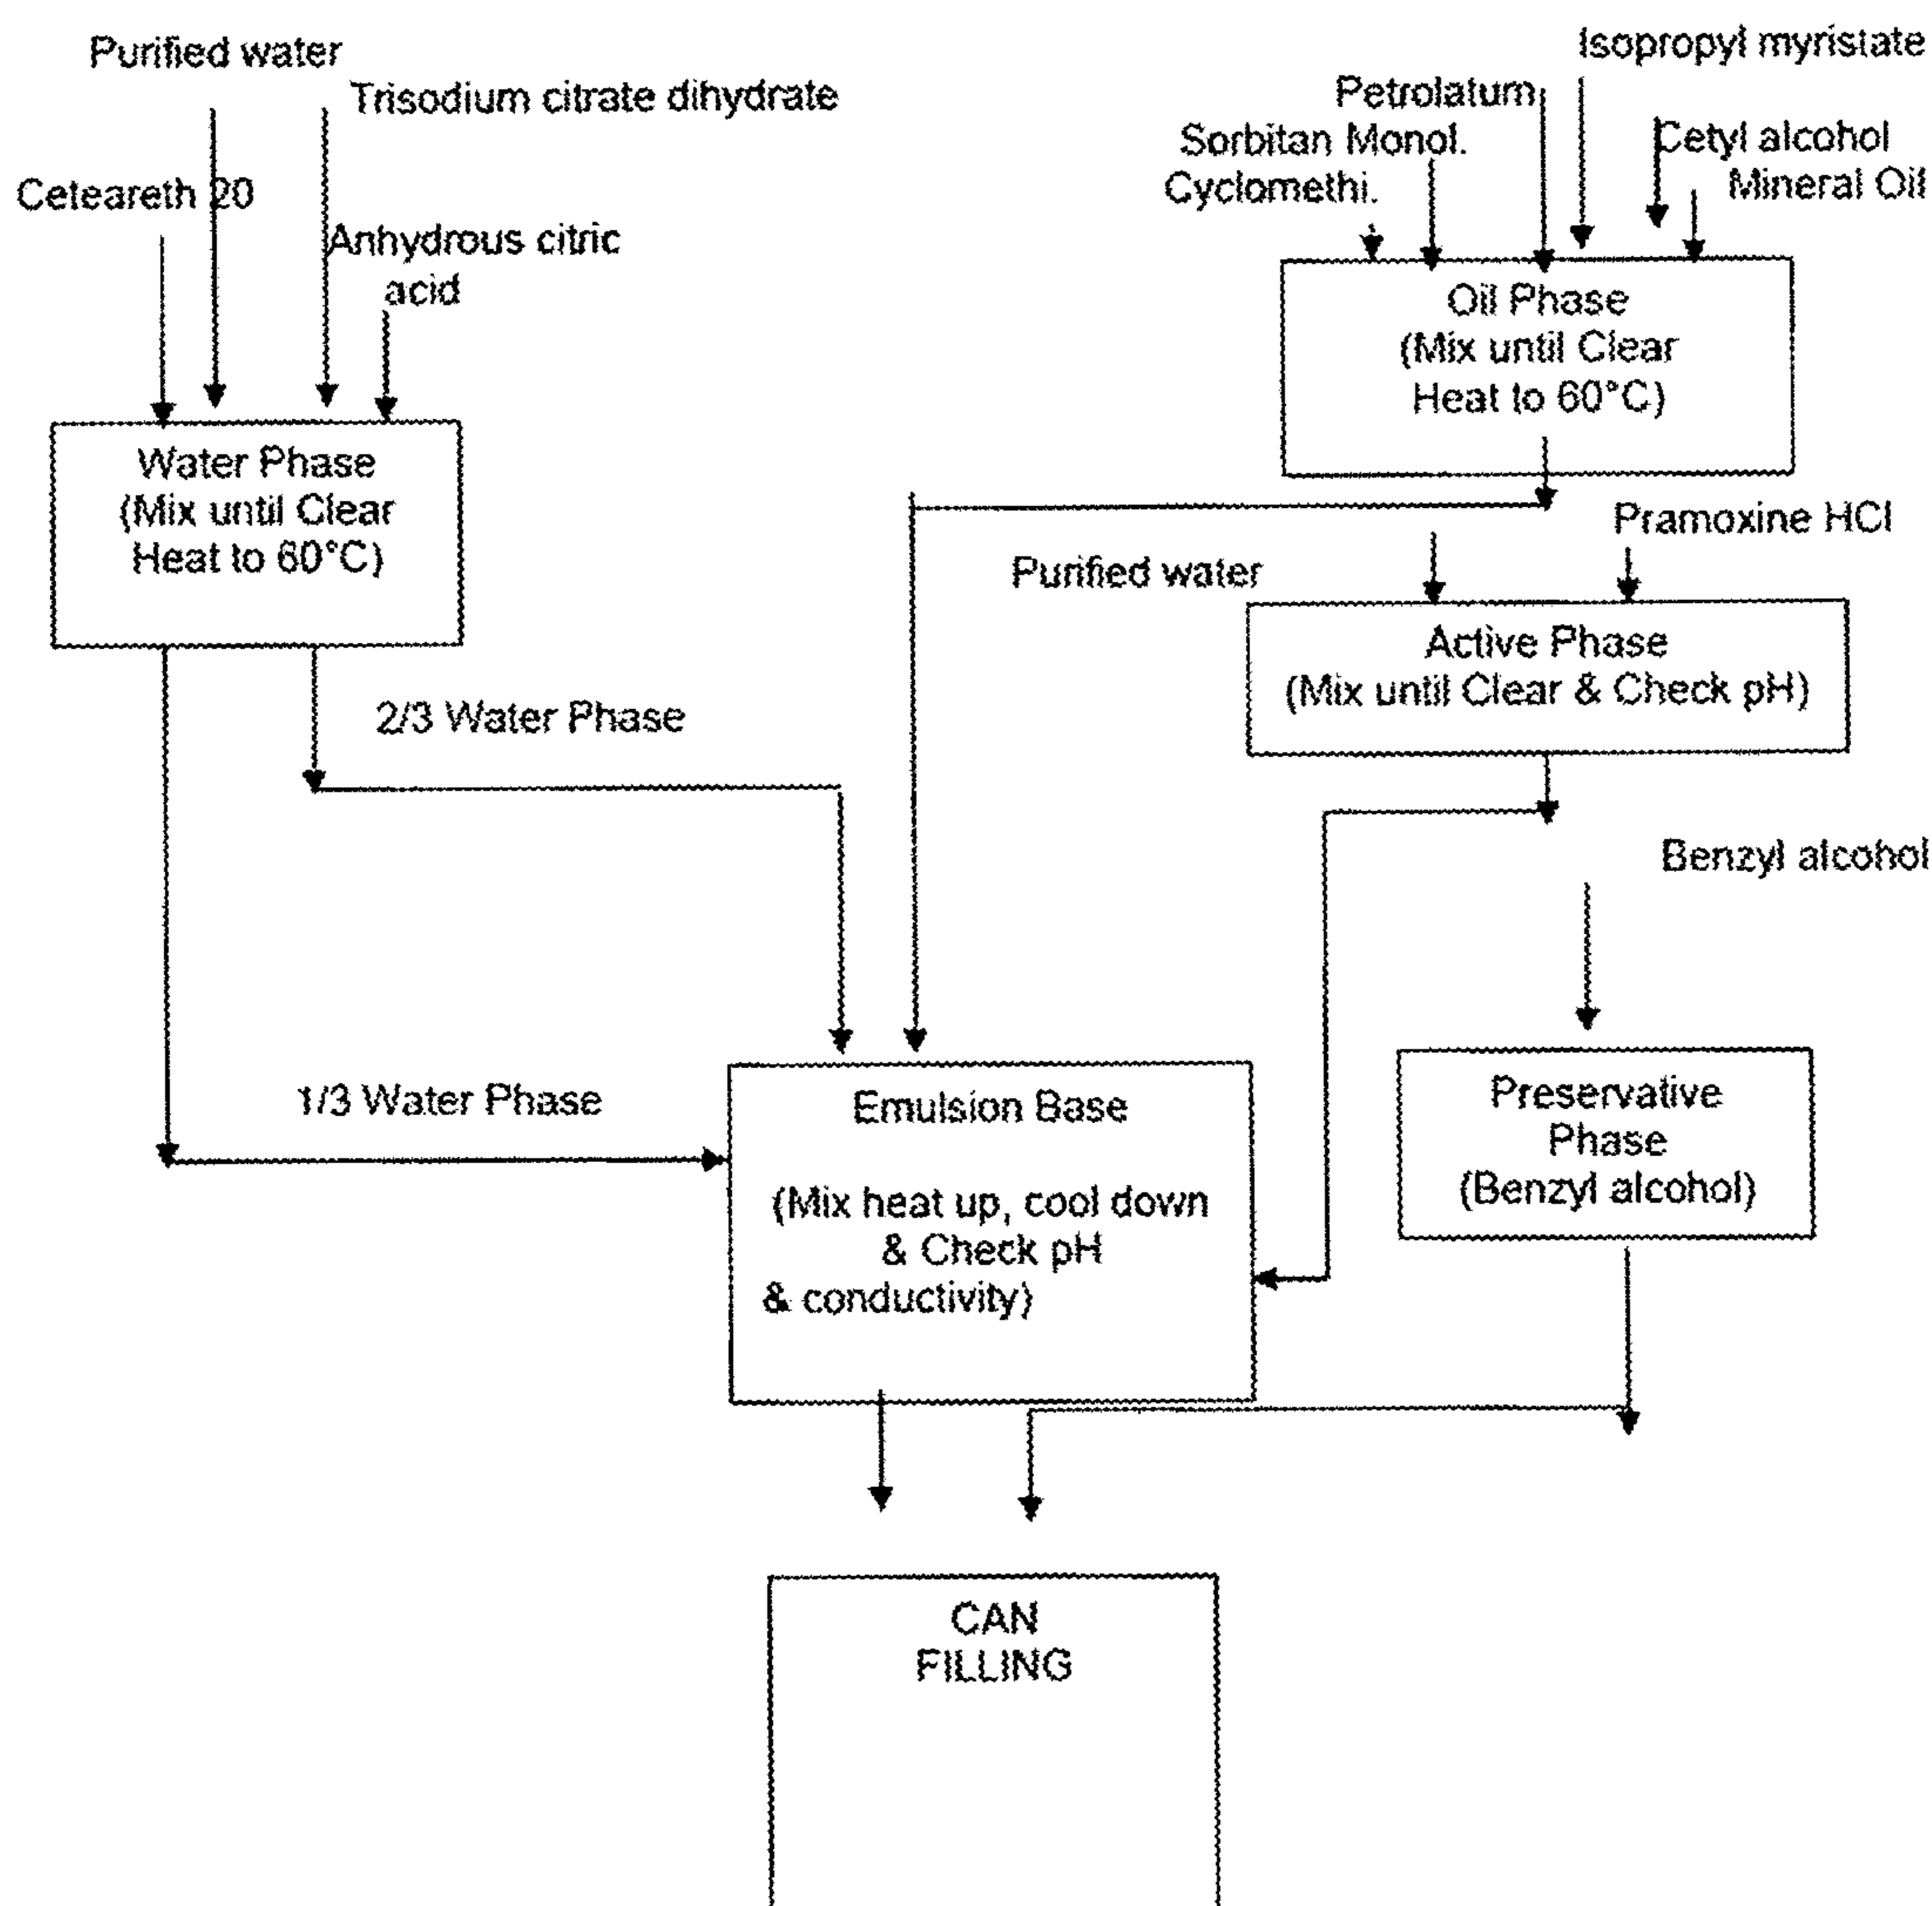 Purified water
Trisodium citrate dihydrate
Ceteareth 20
Anhydrous citric
acid
Isopropyl myristate
Petrolatum
Sorbitan Monol.
Cetyl alcohol
Cyclomethi.
Mineral Oil
Oil Phase
(Mix until Clear
Heat to 60°C)
Water Phase
(Mix until Clear
Heat to 60°C)
Pramoxine HCl
Purified water
Active Phase
(Mix until Clear & Check pH)
2/3 Water Phase
Benzyl alcohol
1/3 Water Phase
Emulsion Base
(Mix heat up, cool down
& Check pH
& conductivity)
Preservative
Phase
(Benzyl alcohol)
CAN
FILLING